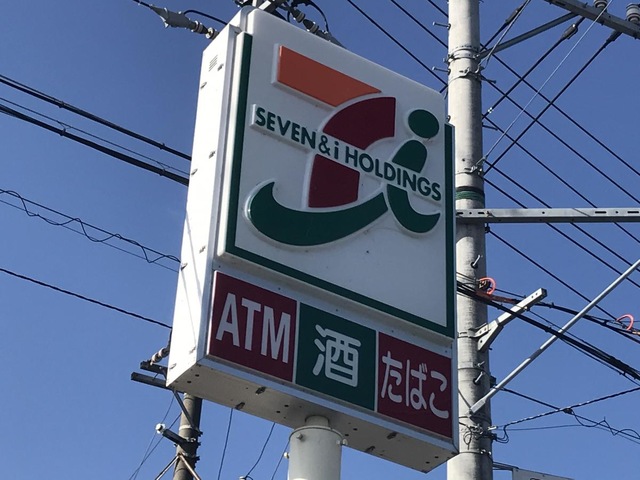 SEVEN&i HOLDINGS
ATM 酒 たばこ